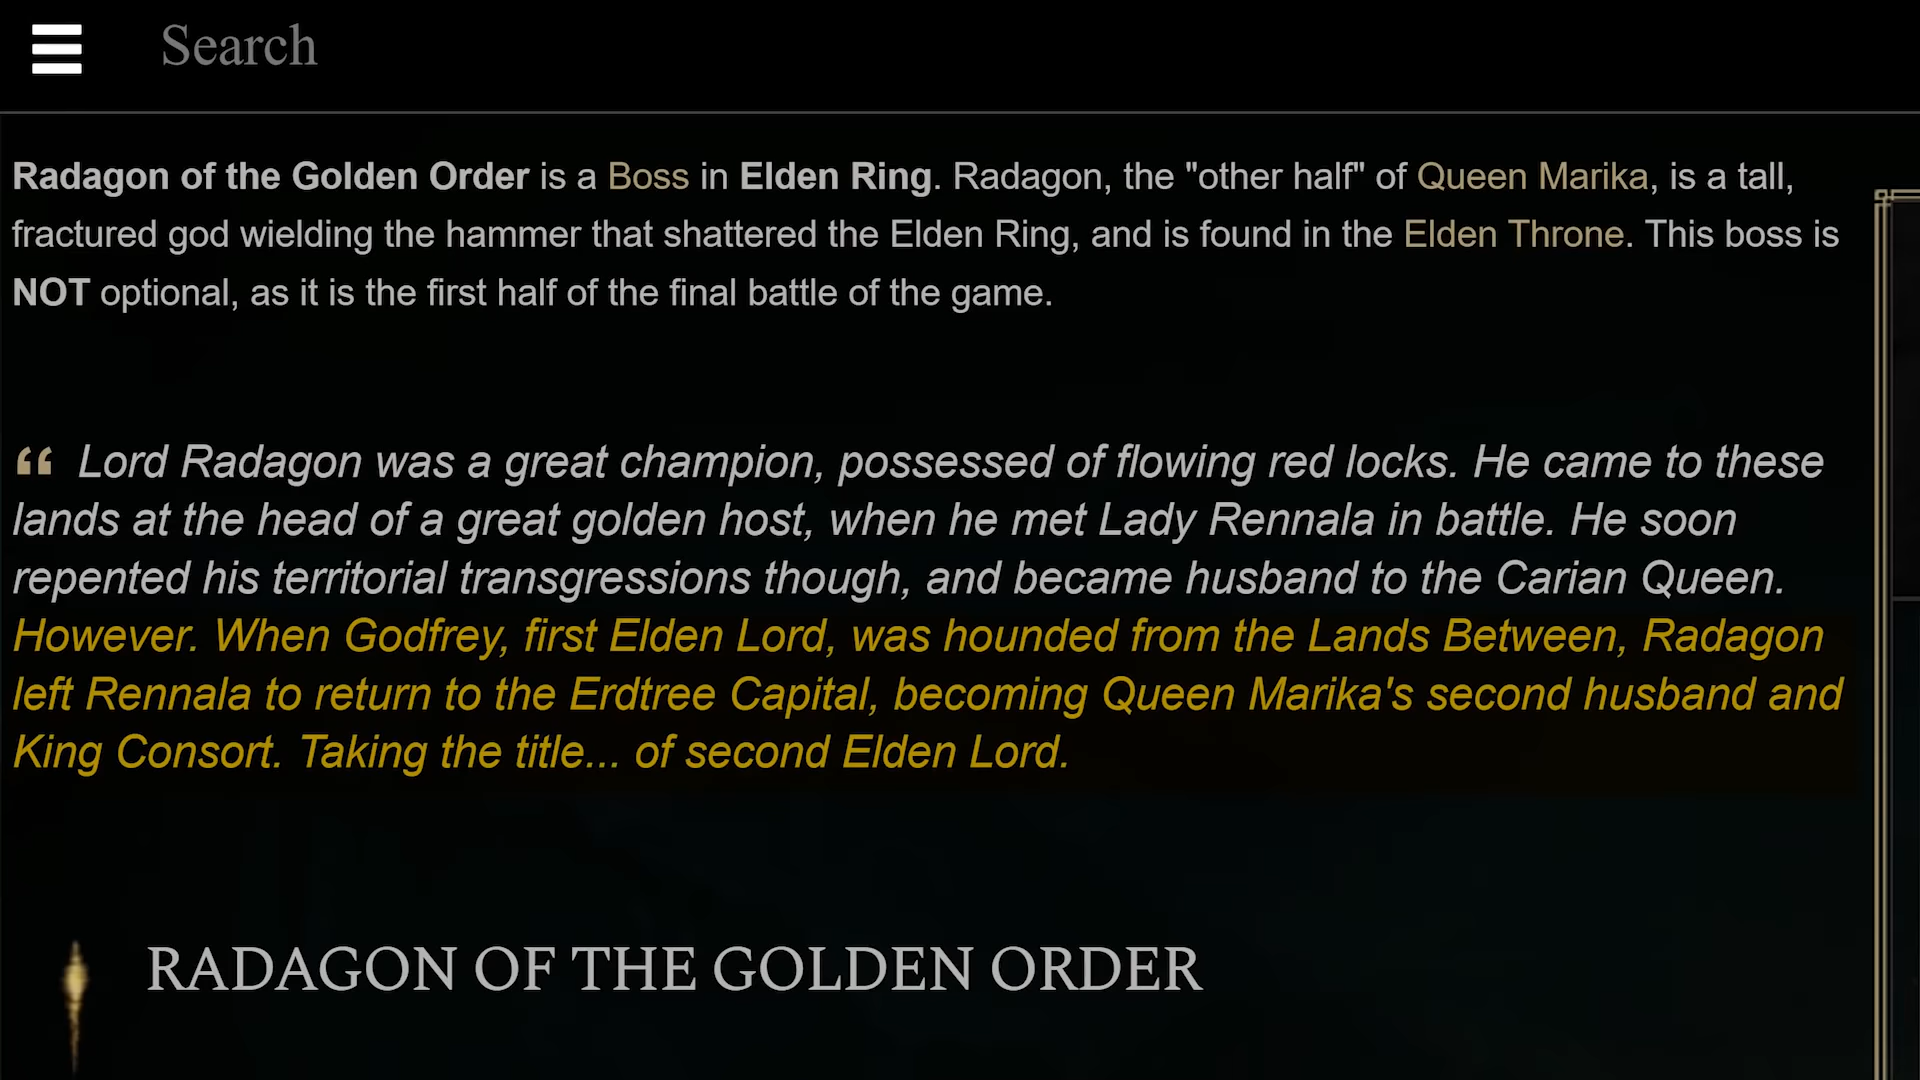 Search
Radagon of the Golden Order is a Boss in Elden Ring. Radagon, the "other half" of Queen Marika, is a tall,
fractured god wielding the hammer that shattered the Elden Ring, and is found in the Elden Throne. This boss is
NOT optional, as it is the first half of the final battle of the game.
“ Lord Radagon was a great champion, possessed of flowing red locks. He came to these
lands at the head of a great golden host, when he met Lady Rennala in battle. He soon
repented his territorial transgressions though, and became husband to the Carian Queen.
However. When Godfrey, first Elden Lord, was hounded from the Lands Between, Radagon
left Rennala to return to the Erdtree Capital, becoming Queen Marika's second husband and
King Consort. Taking the title... of second Elden Lord.
RADAGON OF THE GOLDEN ORDER